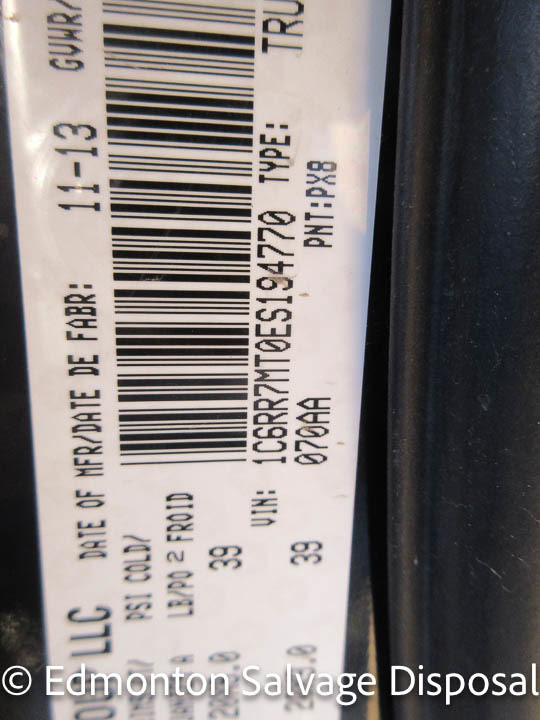 LLC DATE OF MFR/DATE DE FABR: 11-13 GVWR/
PSI COLD/
LB/PO 2 FROID
39
VIN: 1C6RR7MT0ES194770 TYPE: TRU
39 070AA PNT:PX8
© Edmonton Salvage Disposal